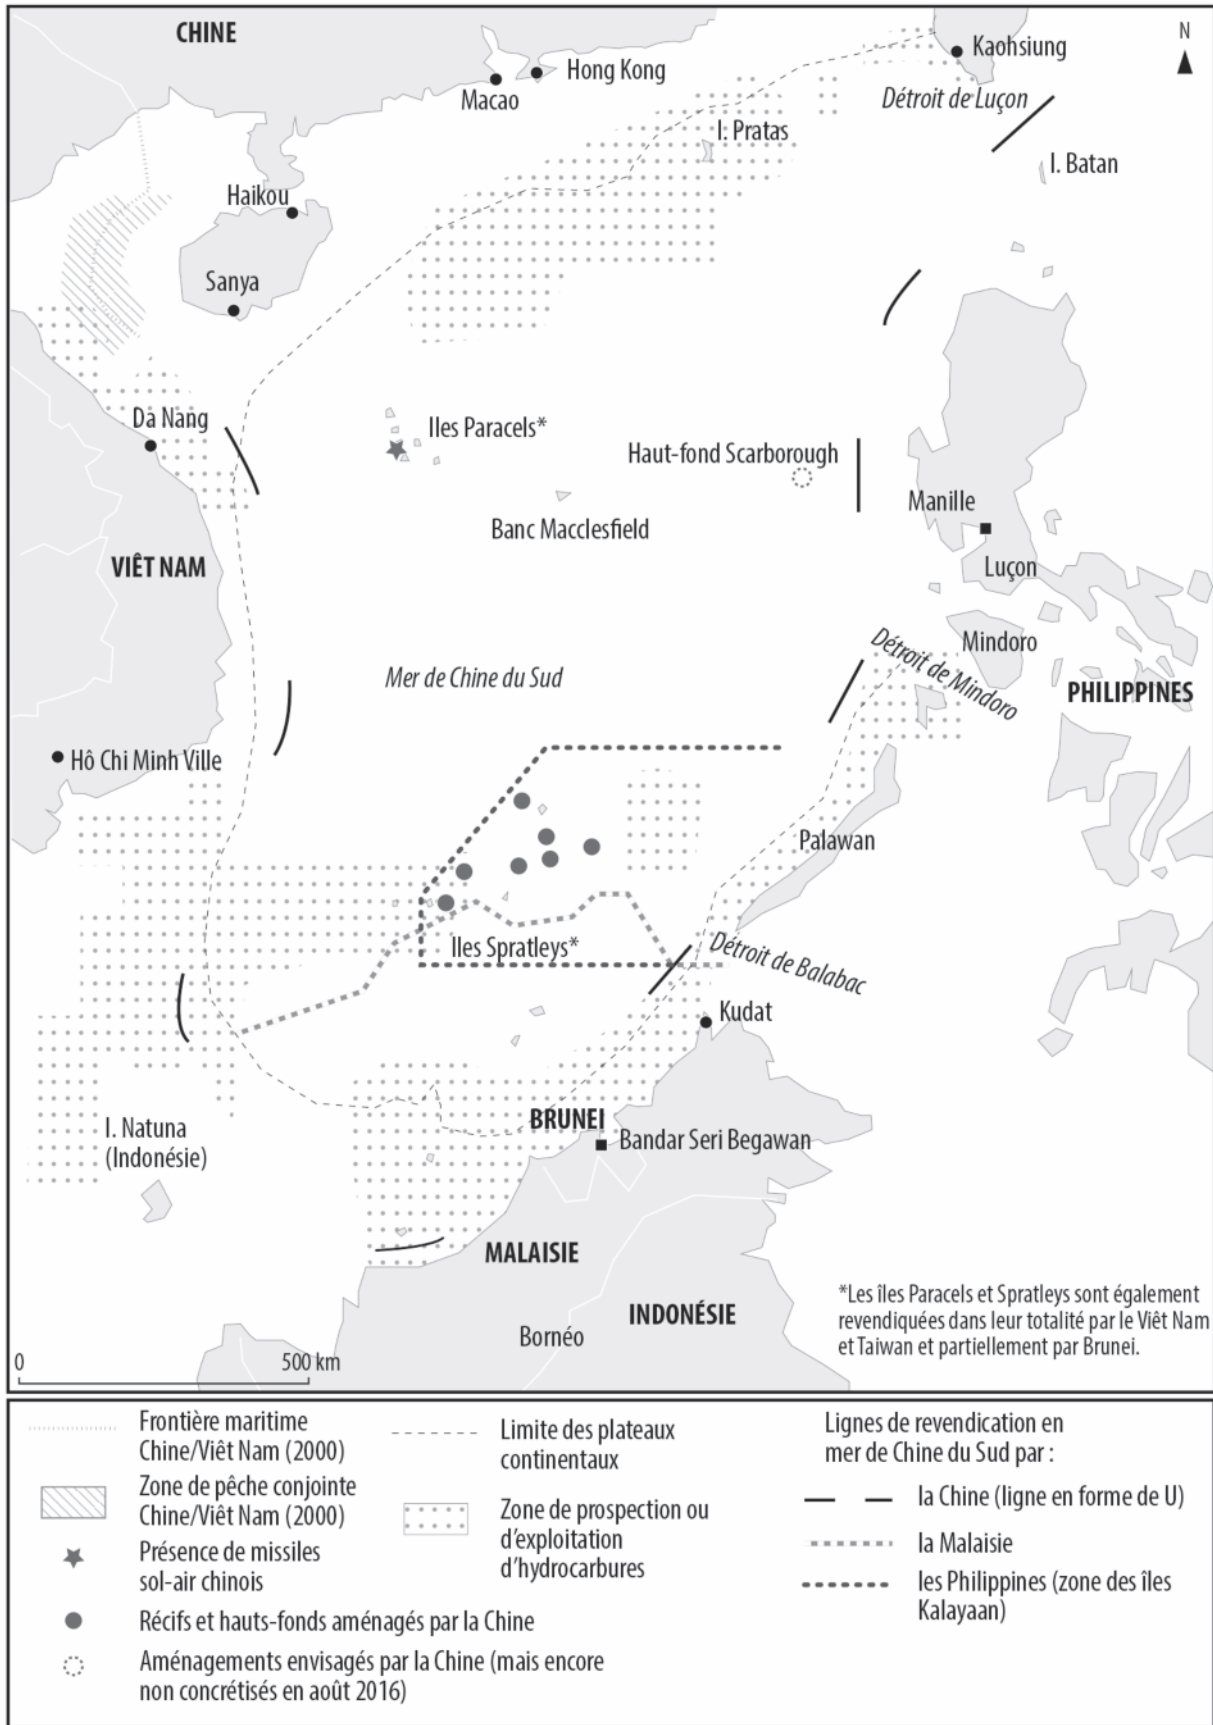 CHINE
Kaohsiung
N
Hong Kong
Macao
Détroit de Luçon
I. Pratas
I. Batan
Haikou
Sanya
Da Nang
Iles Paracels*
Haut-fond Scarborough
Manille
Banc Macclesfield
VIÊT NAM
Luçon
Mindoro
Détroit de Mindoro
Mer de Chine du Sud
PHILIPPINES
Hô Chi Minh Ville
Palawan
Iles Spratleys*
Détroit de Balabac
Kudat
BRUNEI
I. Natuna
(Indonésie)
Bandar Seri Begawan
MALAISIE
INDONÉSIE
Bornéo
*Les îles Paracels et Spratleys sont également
revendiquées dans leur totalité par le Viêt Nam
et Taiwan et partiellement par Brunei.
0 500 km
Frontière maritime
Chine/Viêt Nam (2000)
Zone de pêche conjointe
Chine/Viêt Nam (2000)
Présence de missiles
sol-air chinois
Récifs et hauts-fonds aménagés par la Chine
Aménagements envisagés par la Chine (mais encore
non concrétisés en août 2016)
Limite des plateaux
continentaux
Zone de prospection ou
d'exploitation
d'hydrocarbures
Lignes de revendication en
mer de Chine du Sud par :
la Chine (ligne en forme de U)
la Malaisie
les Philippines (zone des îles
Kalayaan)